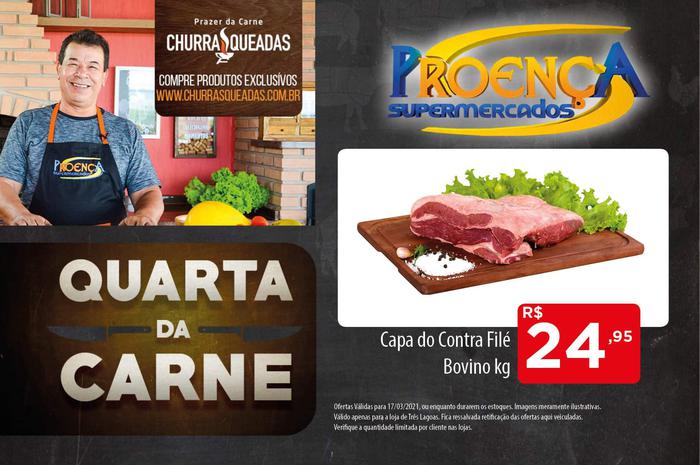 Prazer da Carne
CHURRASQUEADAS
COMPRE PRODUTOS EXCLUSÍVOS
WWW.CHURRASQUEADAS.COM.BR
PROENÇA
SUPERMERCADOS
QUARTA
DA
CARNE
PROENÇA
SUPERMERCADOS
Capa do Contra Filé
Bovino kg
R$
24,95
Ofertas Válidas para 17/03/2021, ou enquanto durarem os estoques. Imagens meramente ilustrativas.
Válido apenas para a loja de Três Lagoas. Fica ressalvada retificação das ofertas aqui veiculadas.
Verifique a quantidade limitada por cliente nas lojas.